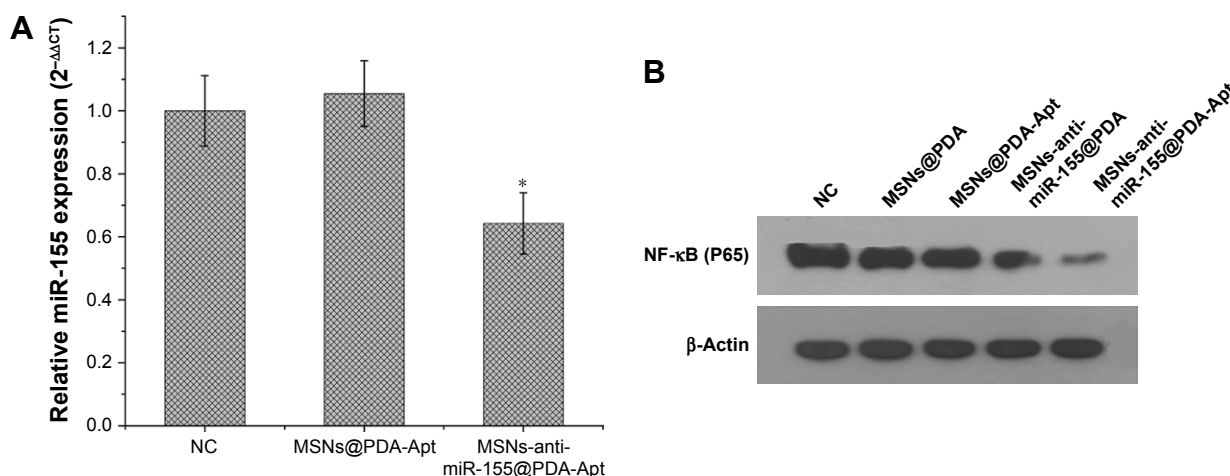 A
Relative miR-155 expression (2−ΔΔCT)
1.2
1.0
0.8
0.6
0.4
0.2
0.0
*
NC
MSNs@PDA-Apt
MSNs-anti-
miR-155@PDA-Apt
B
NC
MSNs@PDA
MSNs@PDA-Apt
MSNs-anti-
miR-155@PDA
MSNs-anti-
miR-155@PDA-Apt
NF-κB (P65)
β-Actin